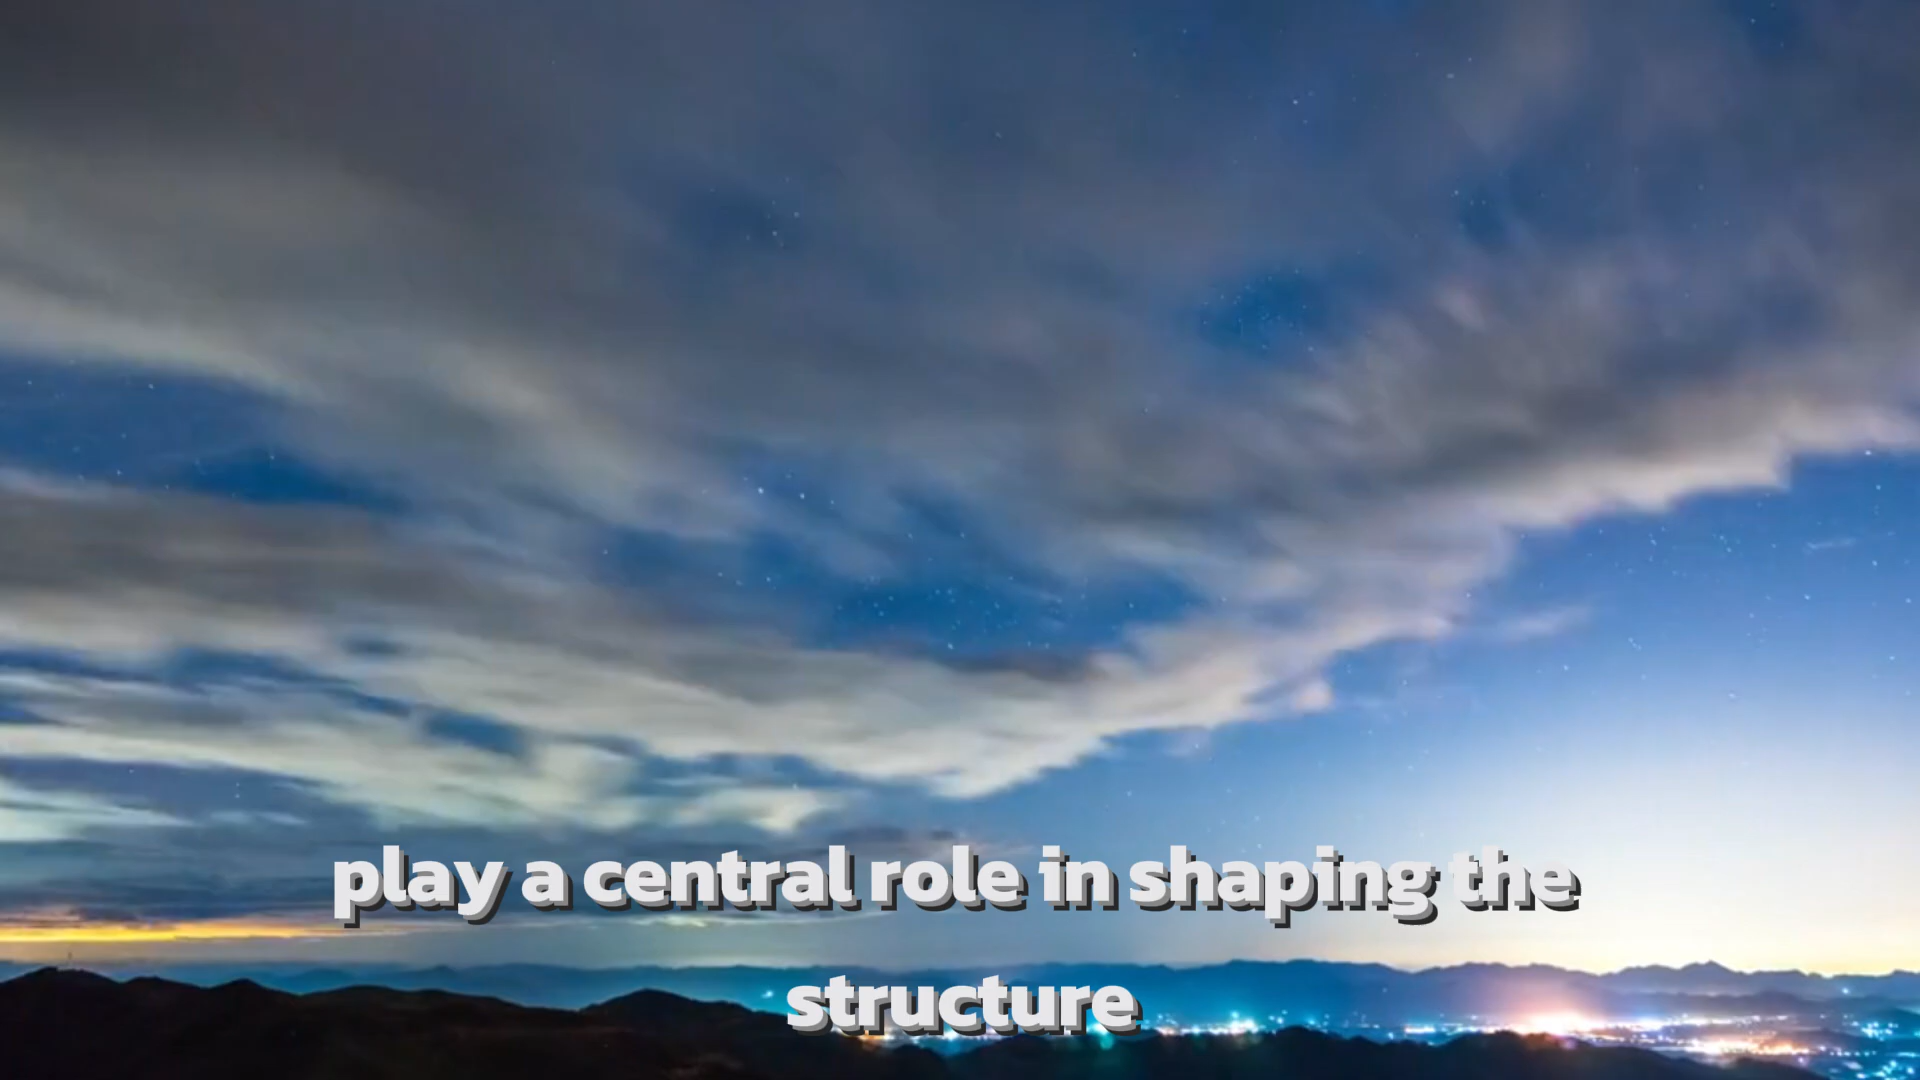 play a central role in shaping the
structure